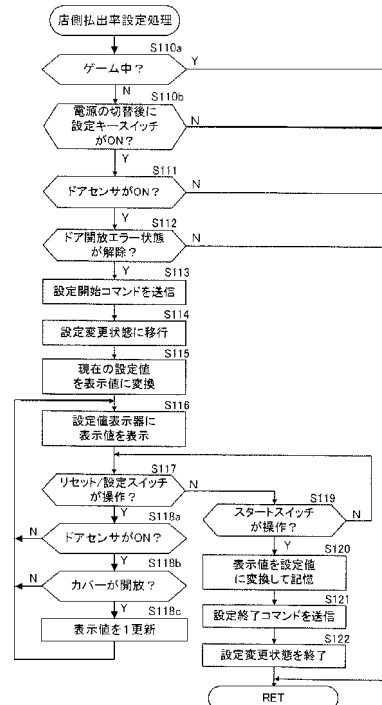 店側払出率設定処理
S110a
ゲーム中？
Y
N
S110b
電源の切替後に
設定キースイッチ
がON？
N
Y
S111
ドアセンサがON？
N
Y
S112
ドア開放エラー状態
が解除？
N
Y
S113
設定開始コマンドを送信
S114
設定変更状態に移行
S115
現在の設定値
を表示値に変換
S116
設定値表示器に
表示値を表示
S117
リセット/設定スイッチ
が操作？
N
Y
S118a
N
ドアセンサがON？
Y
S118b
N
カバーが開放？
Y
S118c
表示値を1更新
S119
スタートスイッチ
が操作？
N
Y
S120
表示値を設定値
に変換して記憶
S121
設定終了コマンドを送信
S122
設定変更状態を終了
RET